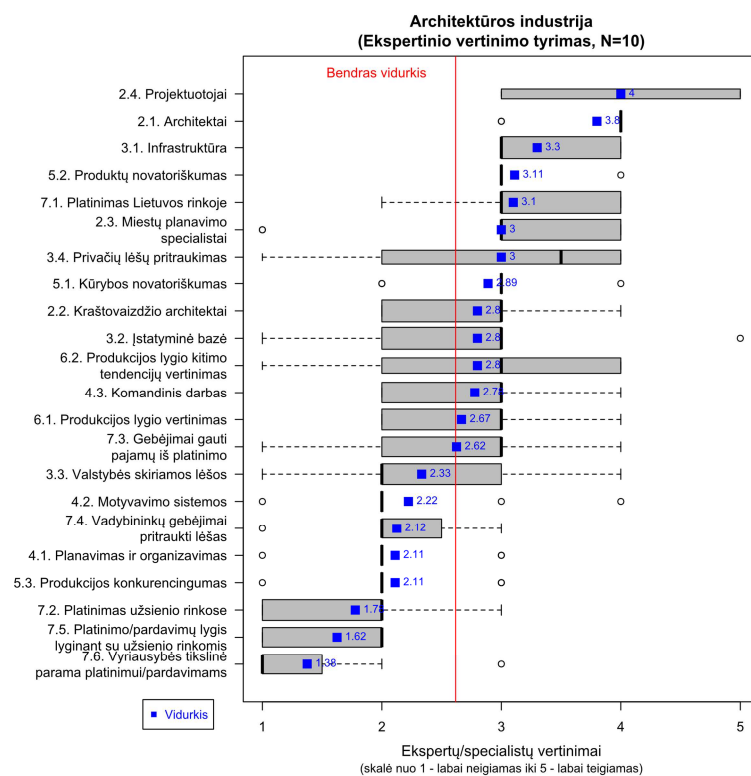 Architektūros industrija
(Ekspertinio vertinimo tyrimas, N=10)
Bendras vidurkis
2.4. Projektuotojai
4
2.1. Architektai
3.8
3.1. Infrastruktūra
3.3
5.2. Produktų novatoriškumas
3.11
7.1. Platinimas Lietuvos rinkoje
3.1
2.3. Miestų planavimo
specialistai
3
3.4. Privačių lėšų pritraukimas
3
5.1. Kūrybos novatoriškumas
2.89
2.2. Kraštovaizdžio architektai
2.8
3.2. Įstatyminė bazė
2.8
6.2. Produkcijos lygio kitimo
tendencijų vertinimas
2.8
4.3. Komandinis darbas
2.78
6.1. Produkcijos lygio vertinimas
2.67
7.3. Gebėjimai gauti
pajamų iš platinimo
2.62
3.3. Valstybės skiriamos lėšos
2.33
4.2. Motyvavimo sistemos
2.22
7.4. Vadybininkų gebėjimai
pritraukti lėšas
2.12
4.1. Planavimas ir organizavimas
2.11
5.3. Produkcijos konkurencingumas
2.11
7.2. Platinimas užsienio rinkose
1.78
7.5. Platinimo/pardavimų lygis
lyginant su užsienio rinkomis
1.62
7.6. Vyriausybės tikslinė
parama platinimui/pardavimams
1.38
Vidurkis
1 2 3 4 5
Ekspertų/specialistų vertinimai
(skalė nuo 1 - labai neigiamas iki 5 - labai teigiamas)